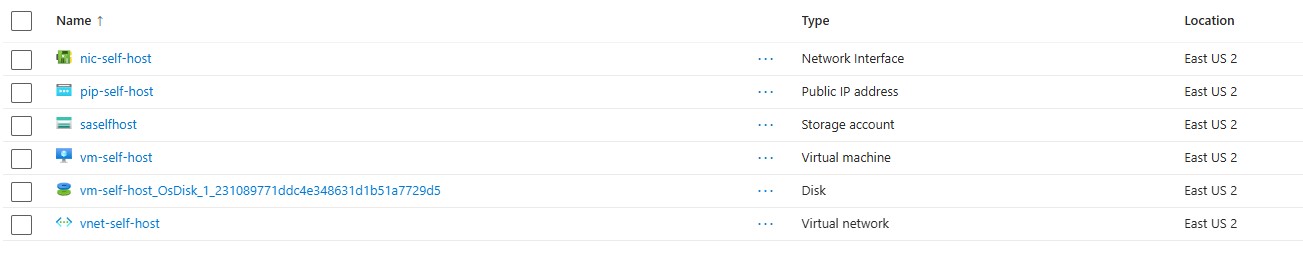 Name ↑ Type Location
nic-self-host ··· Network Interface East US 2
pip-self-host ··· Public IP address East US 2
saselfhost ··· Storage account East US 2
vm-self-host ··· Virtual machine East US 2
vm-self-host_OsDisk_1_231089771ddc4e348631d1b51a7729d5 ··· Disk East US 2
vnet-self-host ··· Virtual network East US 2